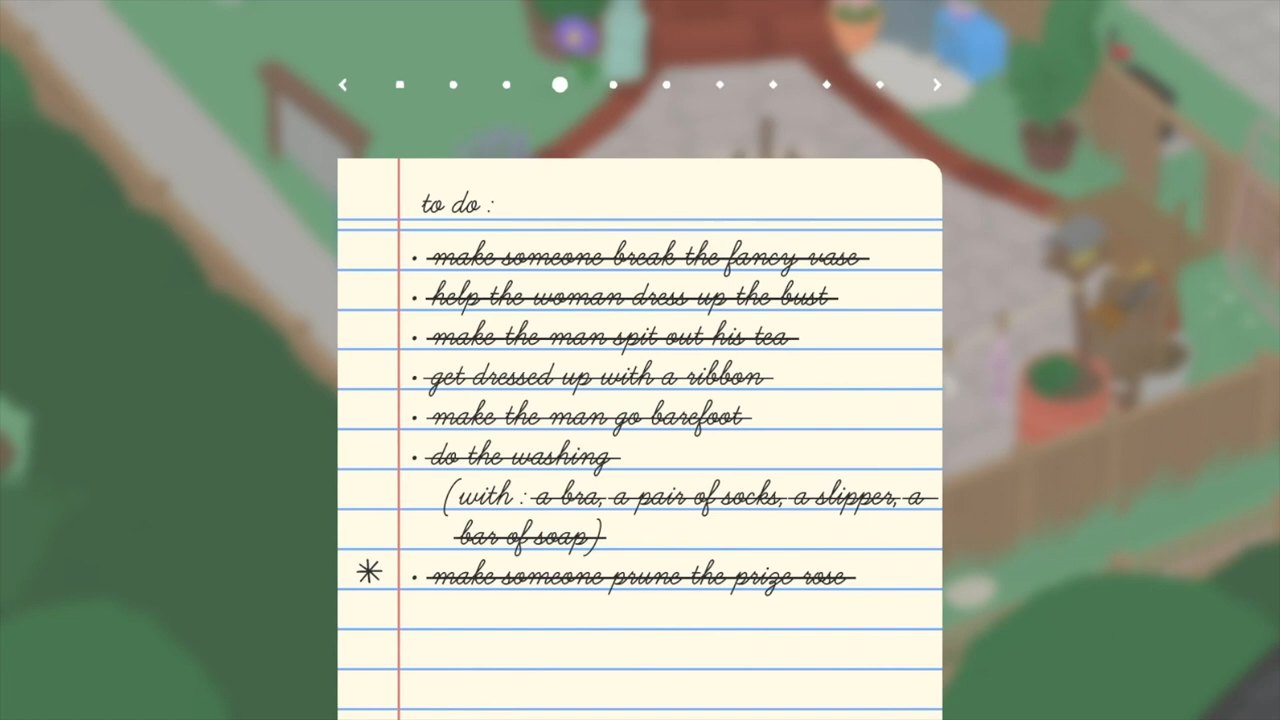 to do :
• make someone break the fancy vase
• help the woman dress up the bust
• make the man spit out his tea
• get dressed up with a ribbon
• make the man go barefoot
• do the washing
(with : a bra, a pair of socks, a slipper, a
bar of soap)
• make someone prune the prize rose